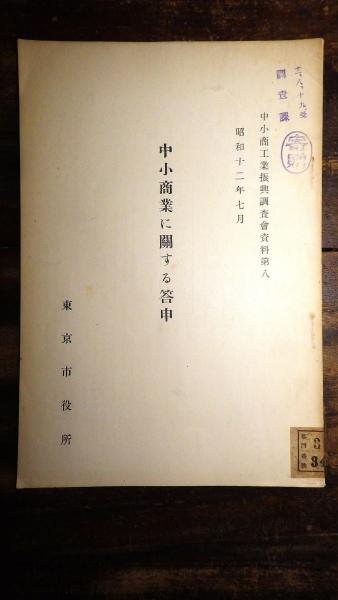 調査課
寄贈
中小商工業振興調査會資料第八
昭和十二年七月
中小商業に關する答申
東京市役所